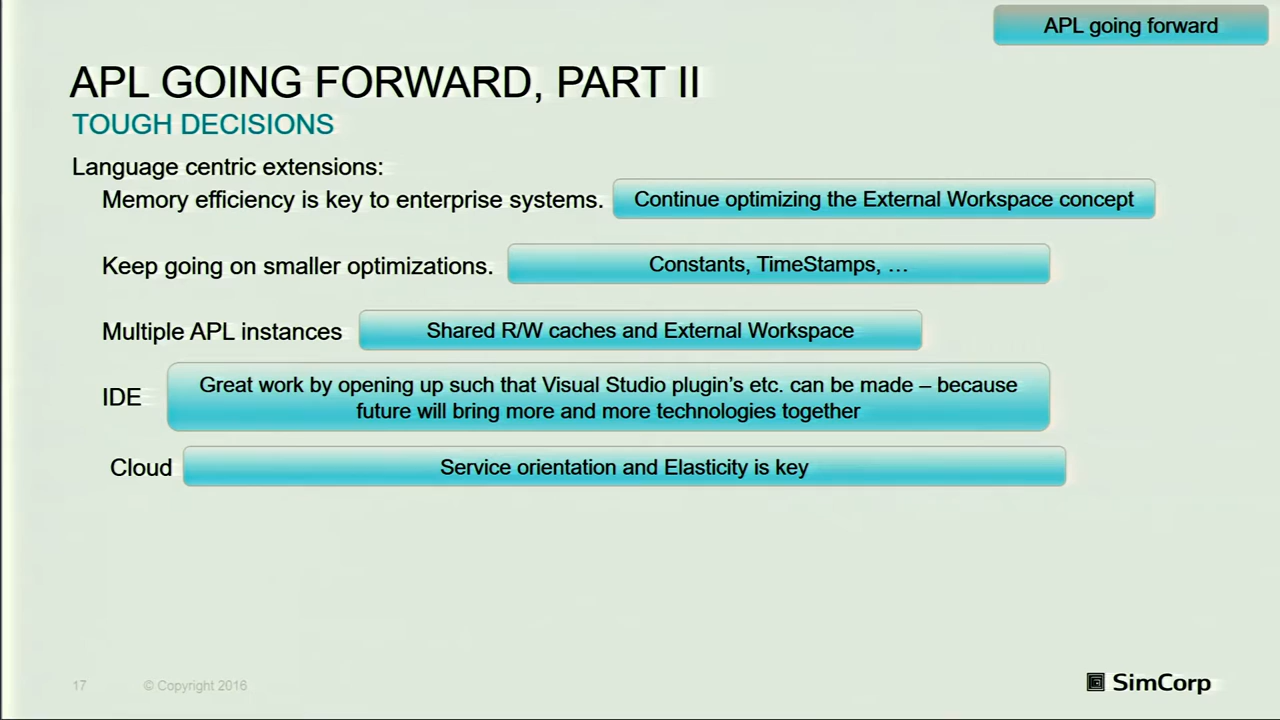 APL going forward
APL GOING FORWARD, PART II
TOUGH DECISIONS
Language centric extensions:
Memory efficiency is key to enterprise systems.
Continue optimizing the External Workspace concept
Keep going on smaller optimizations.
Constants, TimeStamps, …
Multiple APL instances
Shared R/W caches and External Workspace
IDE
Great work by opening up such that Visual Studio plugin's etc. can be made – because
future will bring more and more technologies together
Cloud
Service orientation and Elasticity is key
17
© Copyright 2016
SimCorp